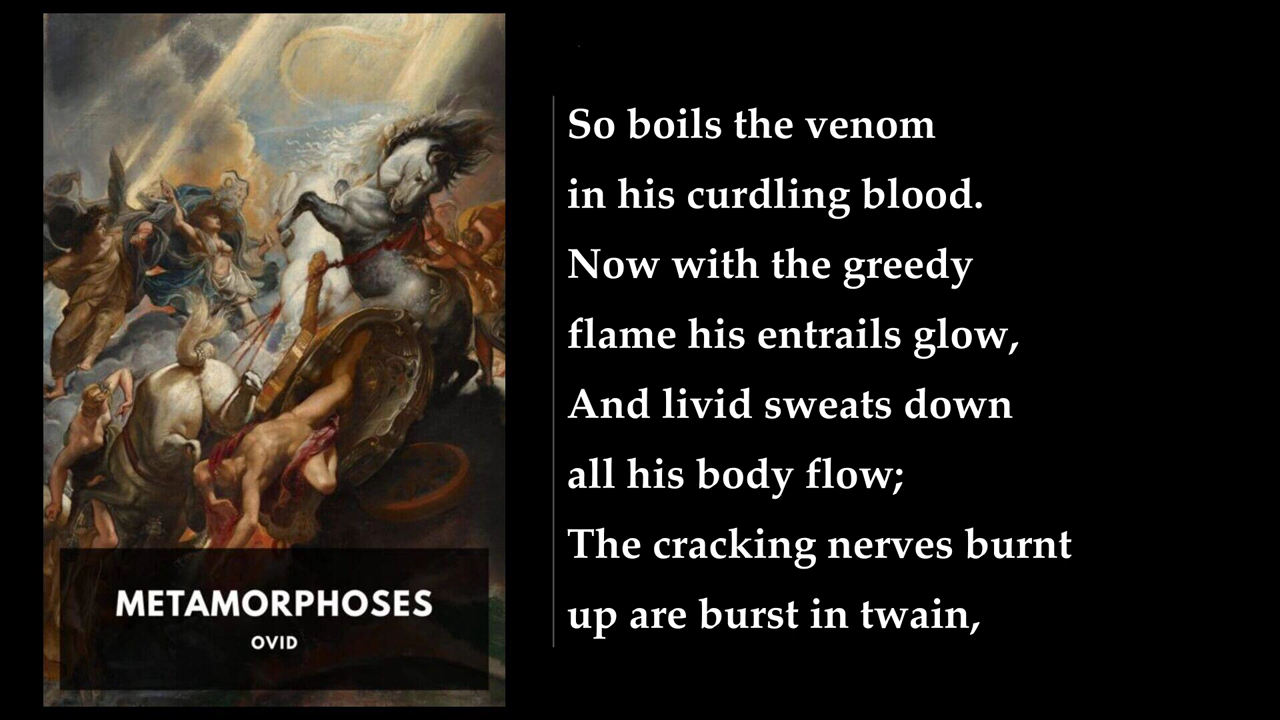 METAMORPHOSES
OVID
So boils the venom
in his curdling blood.
Now with the greedy
flame his entrails glow,
And livid sweats down
all his body flow;
The cracking nerves burnt
up are burst in twain,